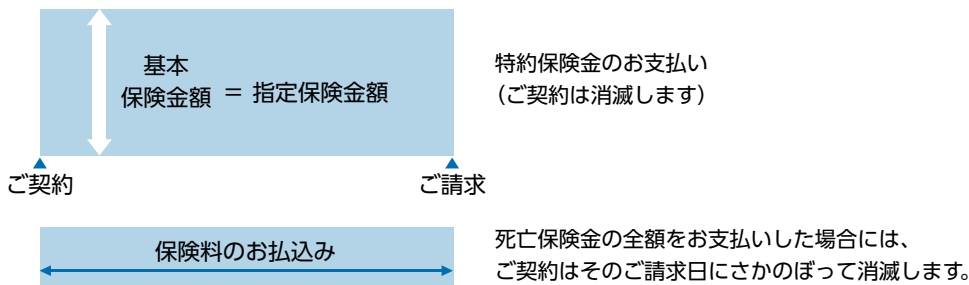 基本
保険金額 ＝ 指定保険金額
特約保険金のお支払い
（ご契約は消滅します）
ご契約
ご請求
保険料のお払込み
死亡保険金の全額をお支払いした場合には、
ご契約はそのご請求日にさかのぼって消滅します。